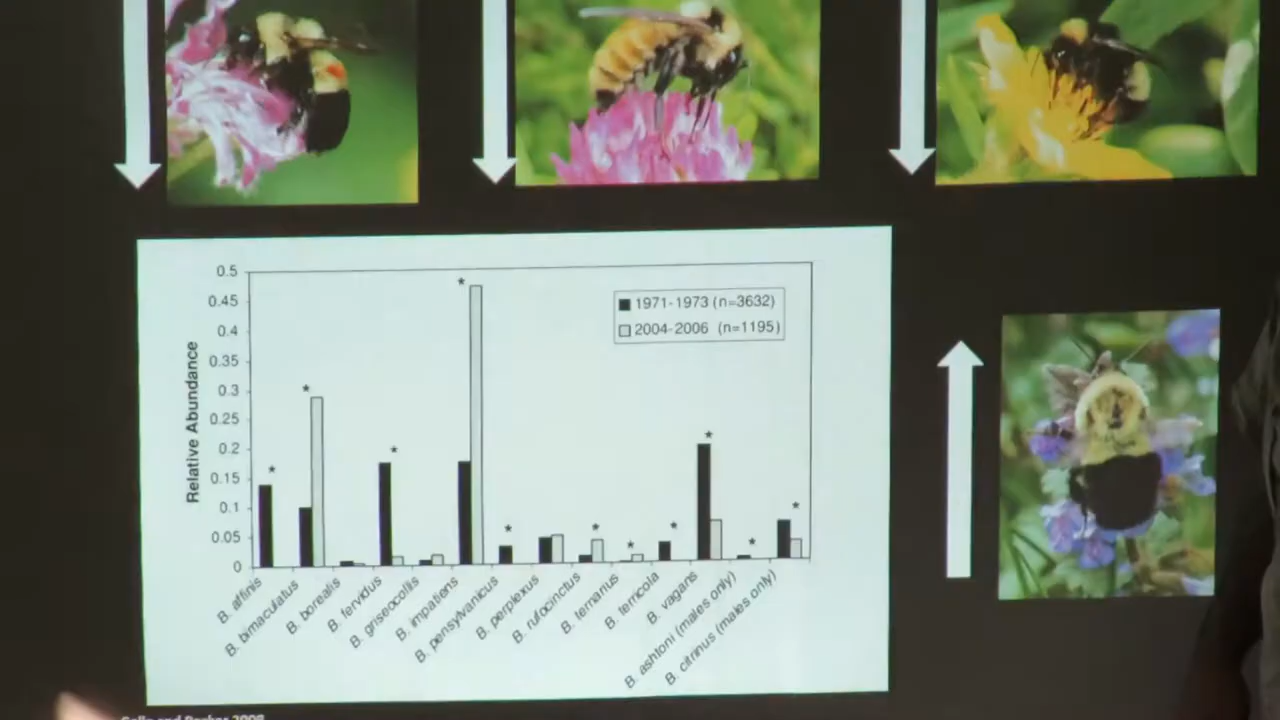 0.5
0.45
0.4
0.35
0.3
0.25
0.2
0.15
0.1
0.05
0
Relative Abundance
1971-1973 (n=3632)
2004-2006 (n=1195)
* * * * * * * * * * *
B. affinis
B. bimaculatus
B. borealis
B. fervidus
B. griseocollis
B. impatiens
B. pensylvanicus
B. perplexus
B. rufocinctus
B. ternarius
B. terricola
B. vagans
B. ashtoni (males only)
B. citrinus (males only)